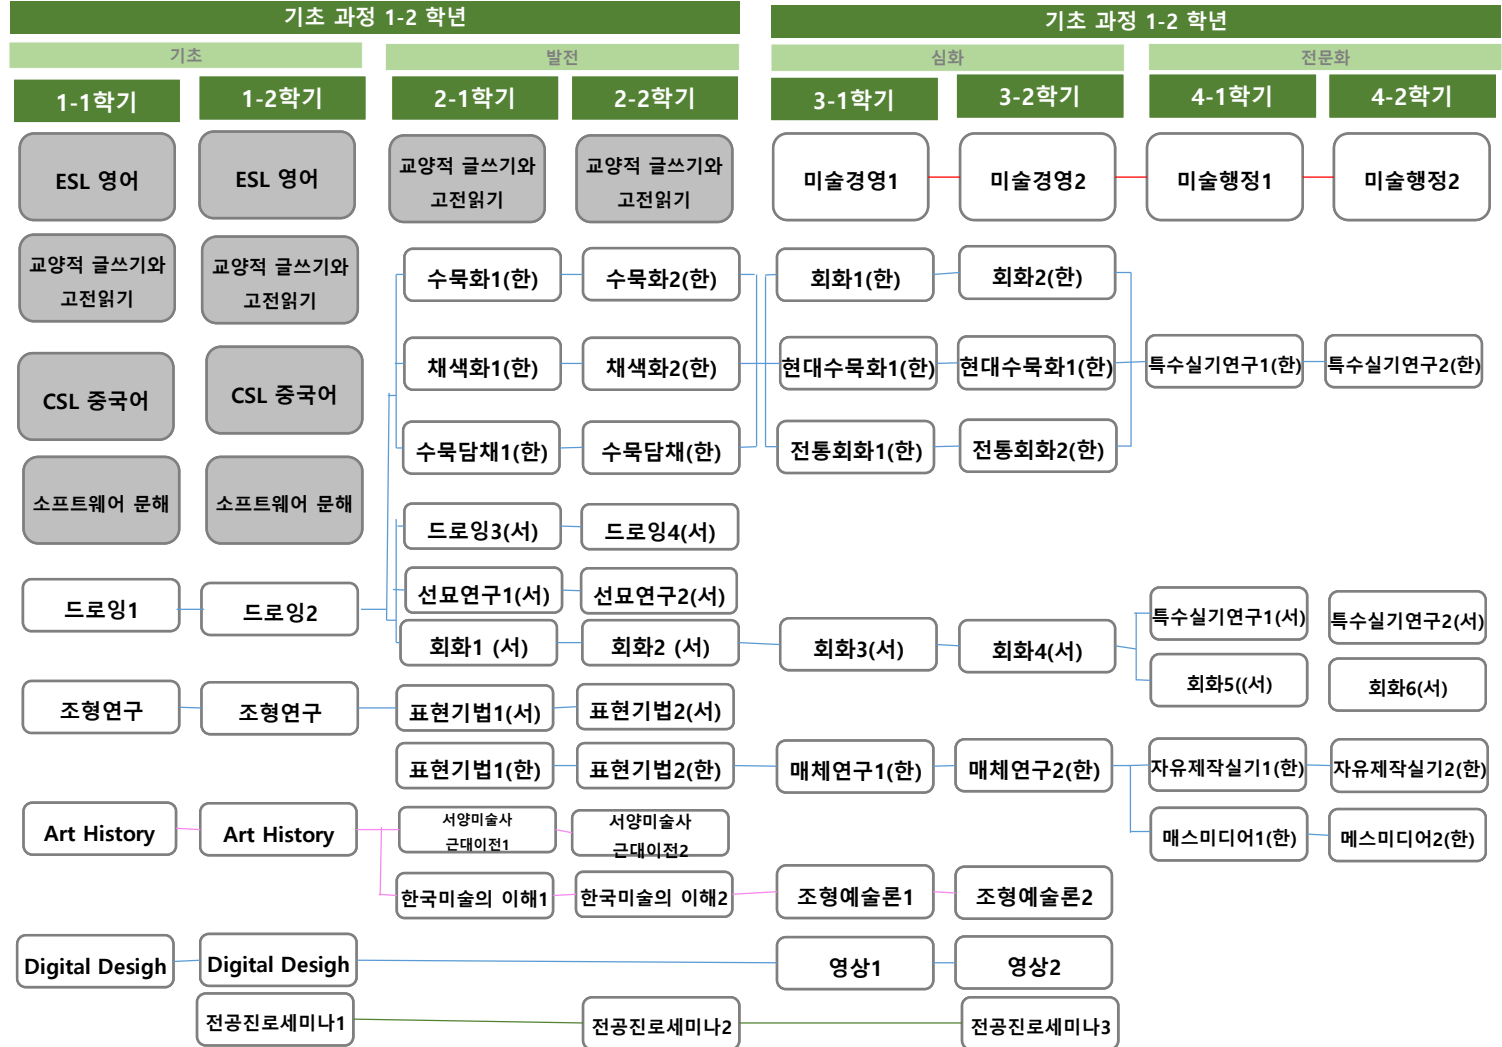 기초 과정 1-2 학년
기초 과정 1-2 학년
기초
발전
심화
전문화
1-1학기
1-2학기
2-1학기
2-2학기
3-1학기
3-2학기
4-1학기
4-2학기
ESL 영어
ESL 영어
교양적 글쓰기와
고전읽기
교양적 글쓰기와
고전읽기
미술경영1
미술경영2
미술행정1
미술행정2
교양적 글쓰기와
고전읽기
교양적 글쓰기와
고전읽기
수묵화1(한)
수묵화2(한)
회화1(한)
회화2(한)
CSL 중국어
CSL 중국어
채색화1(한)
채색화2(한)
현대수묵화1(한)
현대수묵화1(한)
특수실기연구1(한)
특수실기연구2(한)
수묵담채1(한)
수묵담채(한)
전통회화1(한)
전통회화2(한)
소프트웨어 문해
소프트웨어 문해
드로잉3(서)
드로잉4(서)
드로잉1
드로잉2
선묘연구1(서)
선묘연구2(서)
특수실기연구1(서)
특수실기연구2(서)
회화1 (서)
회화2 (서)
회화3(서)
회화4(서)
회화5((서)
회화6(서)
조형연구
조형연구
표현기법1(서)
표현기법2(서)
표현기법1(한)
표현기법2(한)
매체연구1(한)
매체연구2(한)
자유제작실기1(한)
자유제작실기2(한)
Art History
Art History
서양미술사
근대이전1
서양미술사
근대이전2
매스미디어1(한)
메스미디어2(한)
한국미술의 이해1
한국미술의 이해2
조형예술론1
조형예술론2
Digital Desigh
Digital Desigh
영상1
영상2
전공진로세미나1
전공진로세미나2
전공진로세미나3